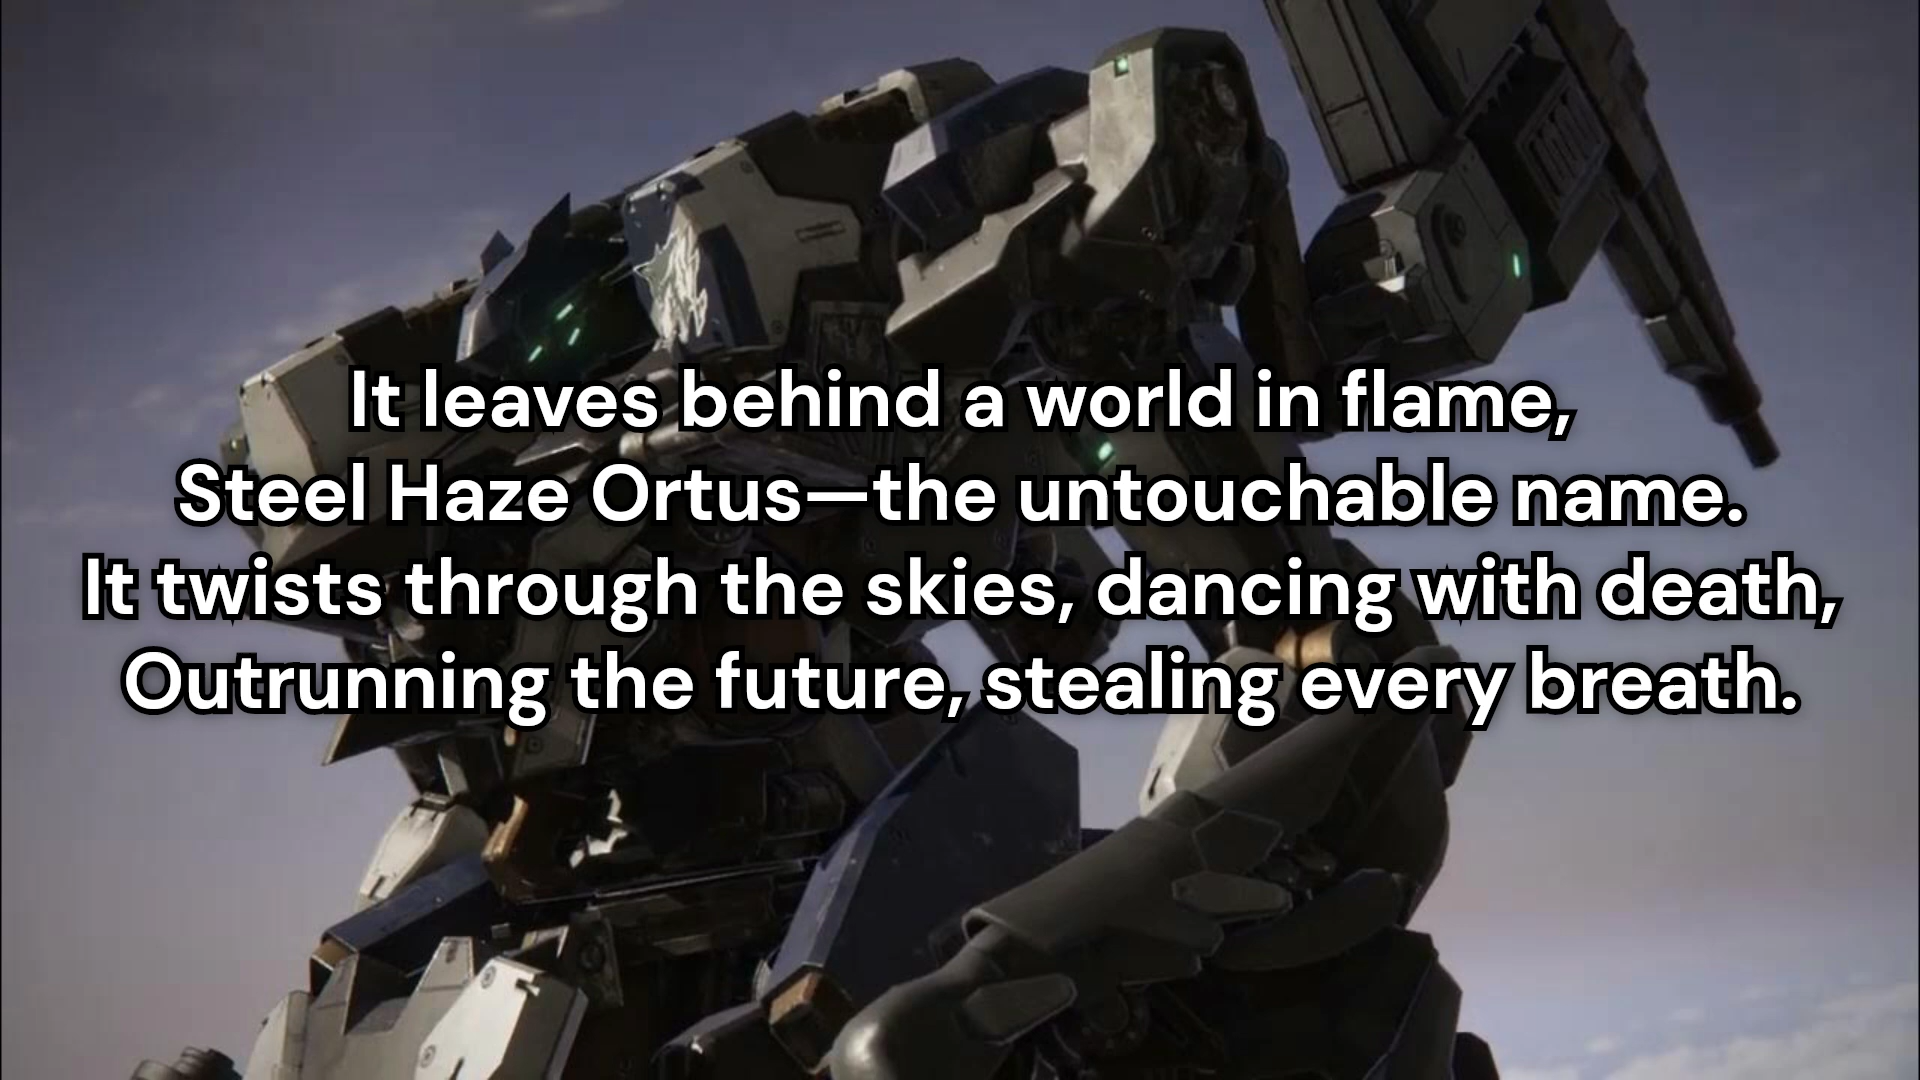 It leaves behind a world in flame,
Steel Haze Ortus—the untouchable name.
It twists through the skies, dancing with death,
Outrunning the future, stealing every breath.